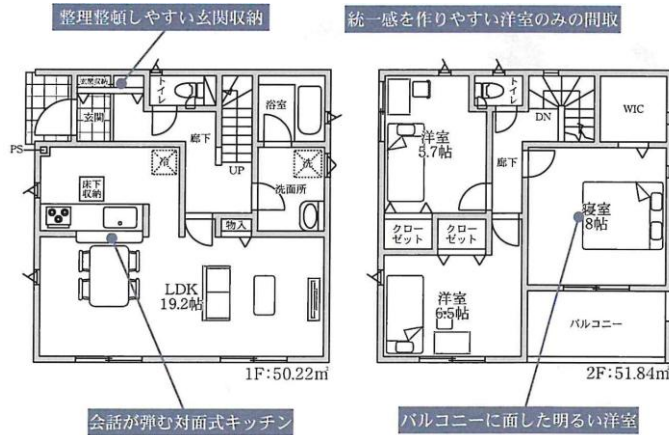 整理整頓しやすい玄関収納
統一感を作りやすい洋室のみの間取
玄関収納
玄関
トイレ
浴室
廊下
PS
冷
UP
洗
洗面所
床下
収納
物入
LDK
19.2帖
1F:50.22㎡
会話が弾む対面式キッチン
トイレ
洋室
5.7帖
DN
WIC
廊下
クロー
ゼット
クロー
ゼット
寝室
8帖
洋室
6.5帖
バルコニー
2F:51.84㎡
バルコニーに面した明るい洋室